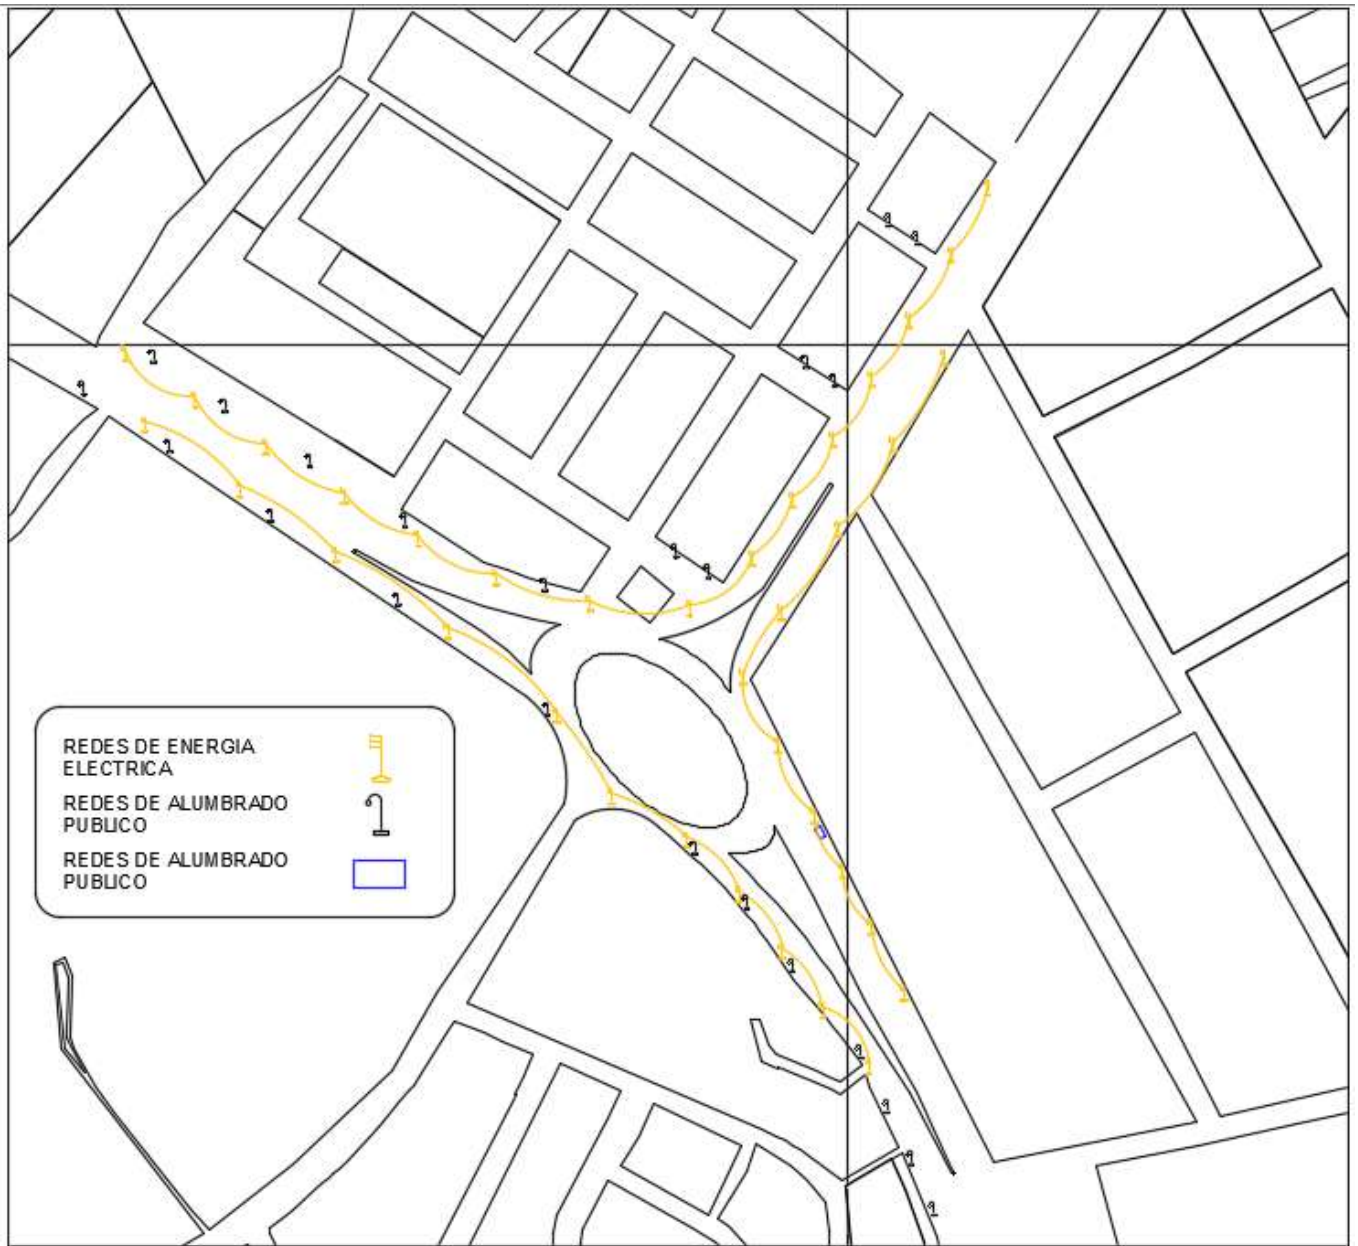 REDES DE ENERGIA
ELECTRICA
REDES DE ALUMBRADO
PUBLICO
REDES DE ALUMBRADO
PUBLICO